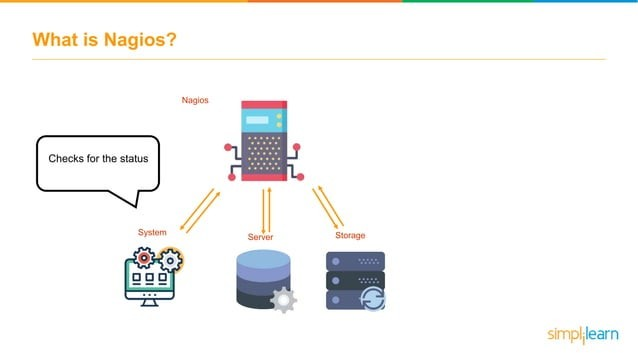 What is Nagios?
Nagios
Checks for the status
System
Server
Storage
simplilearn